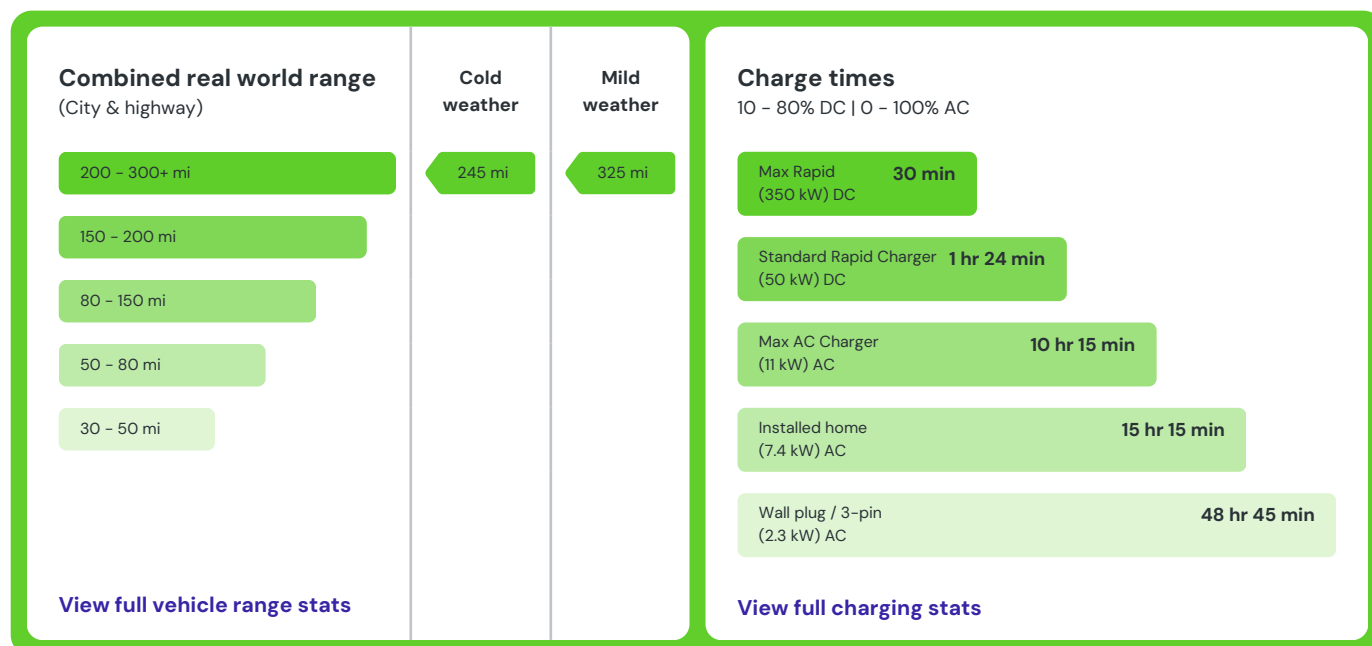 Combined real world range
(City & highway)
Cold
weather
Mild
weather
200 - 300+ mi
245 mi
325 mi
150 - 200 mi
80 - 150 mi
50 - 80 mi
30 - 50 mi
View full vehicle range stats
Charge times
10 - 80% DC | 0 - 100% AC
Max Rapid
(350 kW) DC
30 min
Standard Rapid Charger
(50 kW) DC
1 hr 24 min
Max AC Charger
(11 kW) AC
10 hr 15 min
Installed home
(7.4 kW) AC
15 hr 15 min
Wall plug / 3-pin
(2.3 kW) AC
48 hr 45 min
View full charging stats